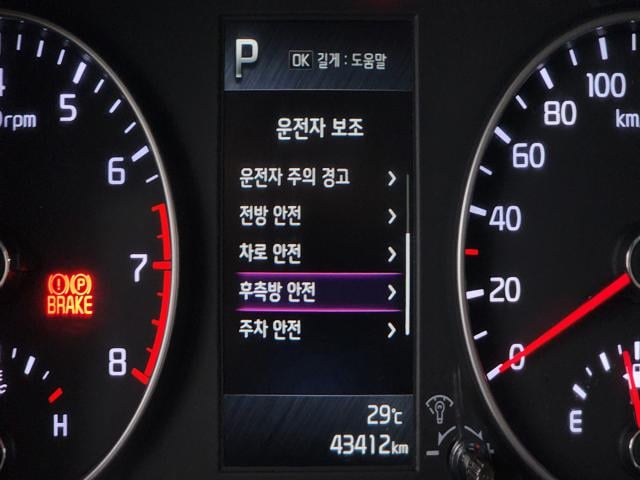 P
OK 길게 : 도움말
운전자 보조
운전자 주의 경고
전방 안전
차로 안전
후측방 안전
주차 안전
29℃
43412km
4
5
6
7
8
rpm
P
BRAKE
H
100
80
60
40
20
0
km
E